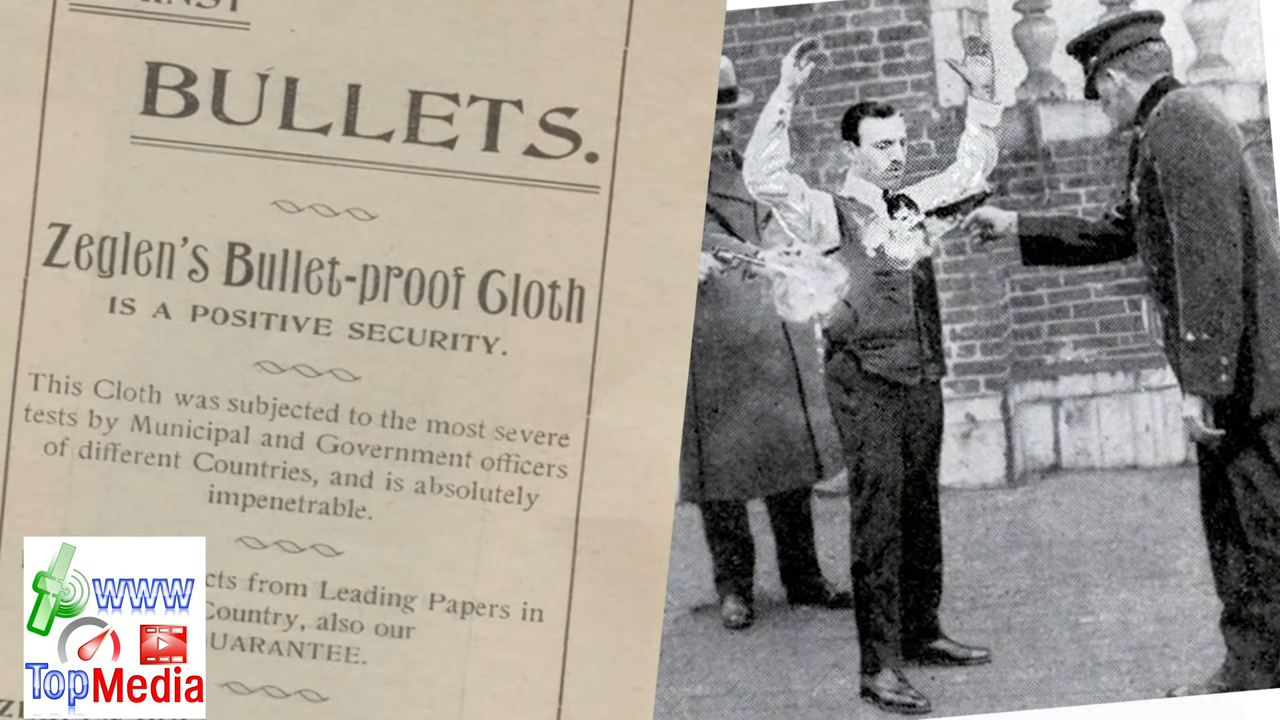 BULLETS.
Zeglen's Bullet-proof Cloth
IS A POSITIVE SECURITY.
This Cloth was subjected to the most severe
tests by Municipal and Government officers
of different Countries, and is absolutely
impenetrable.
from Leading Papers in
Country, also our
www
TopMedia